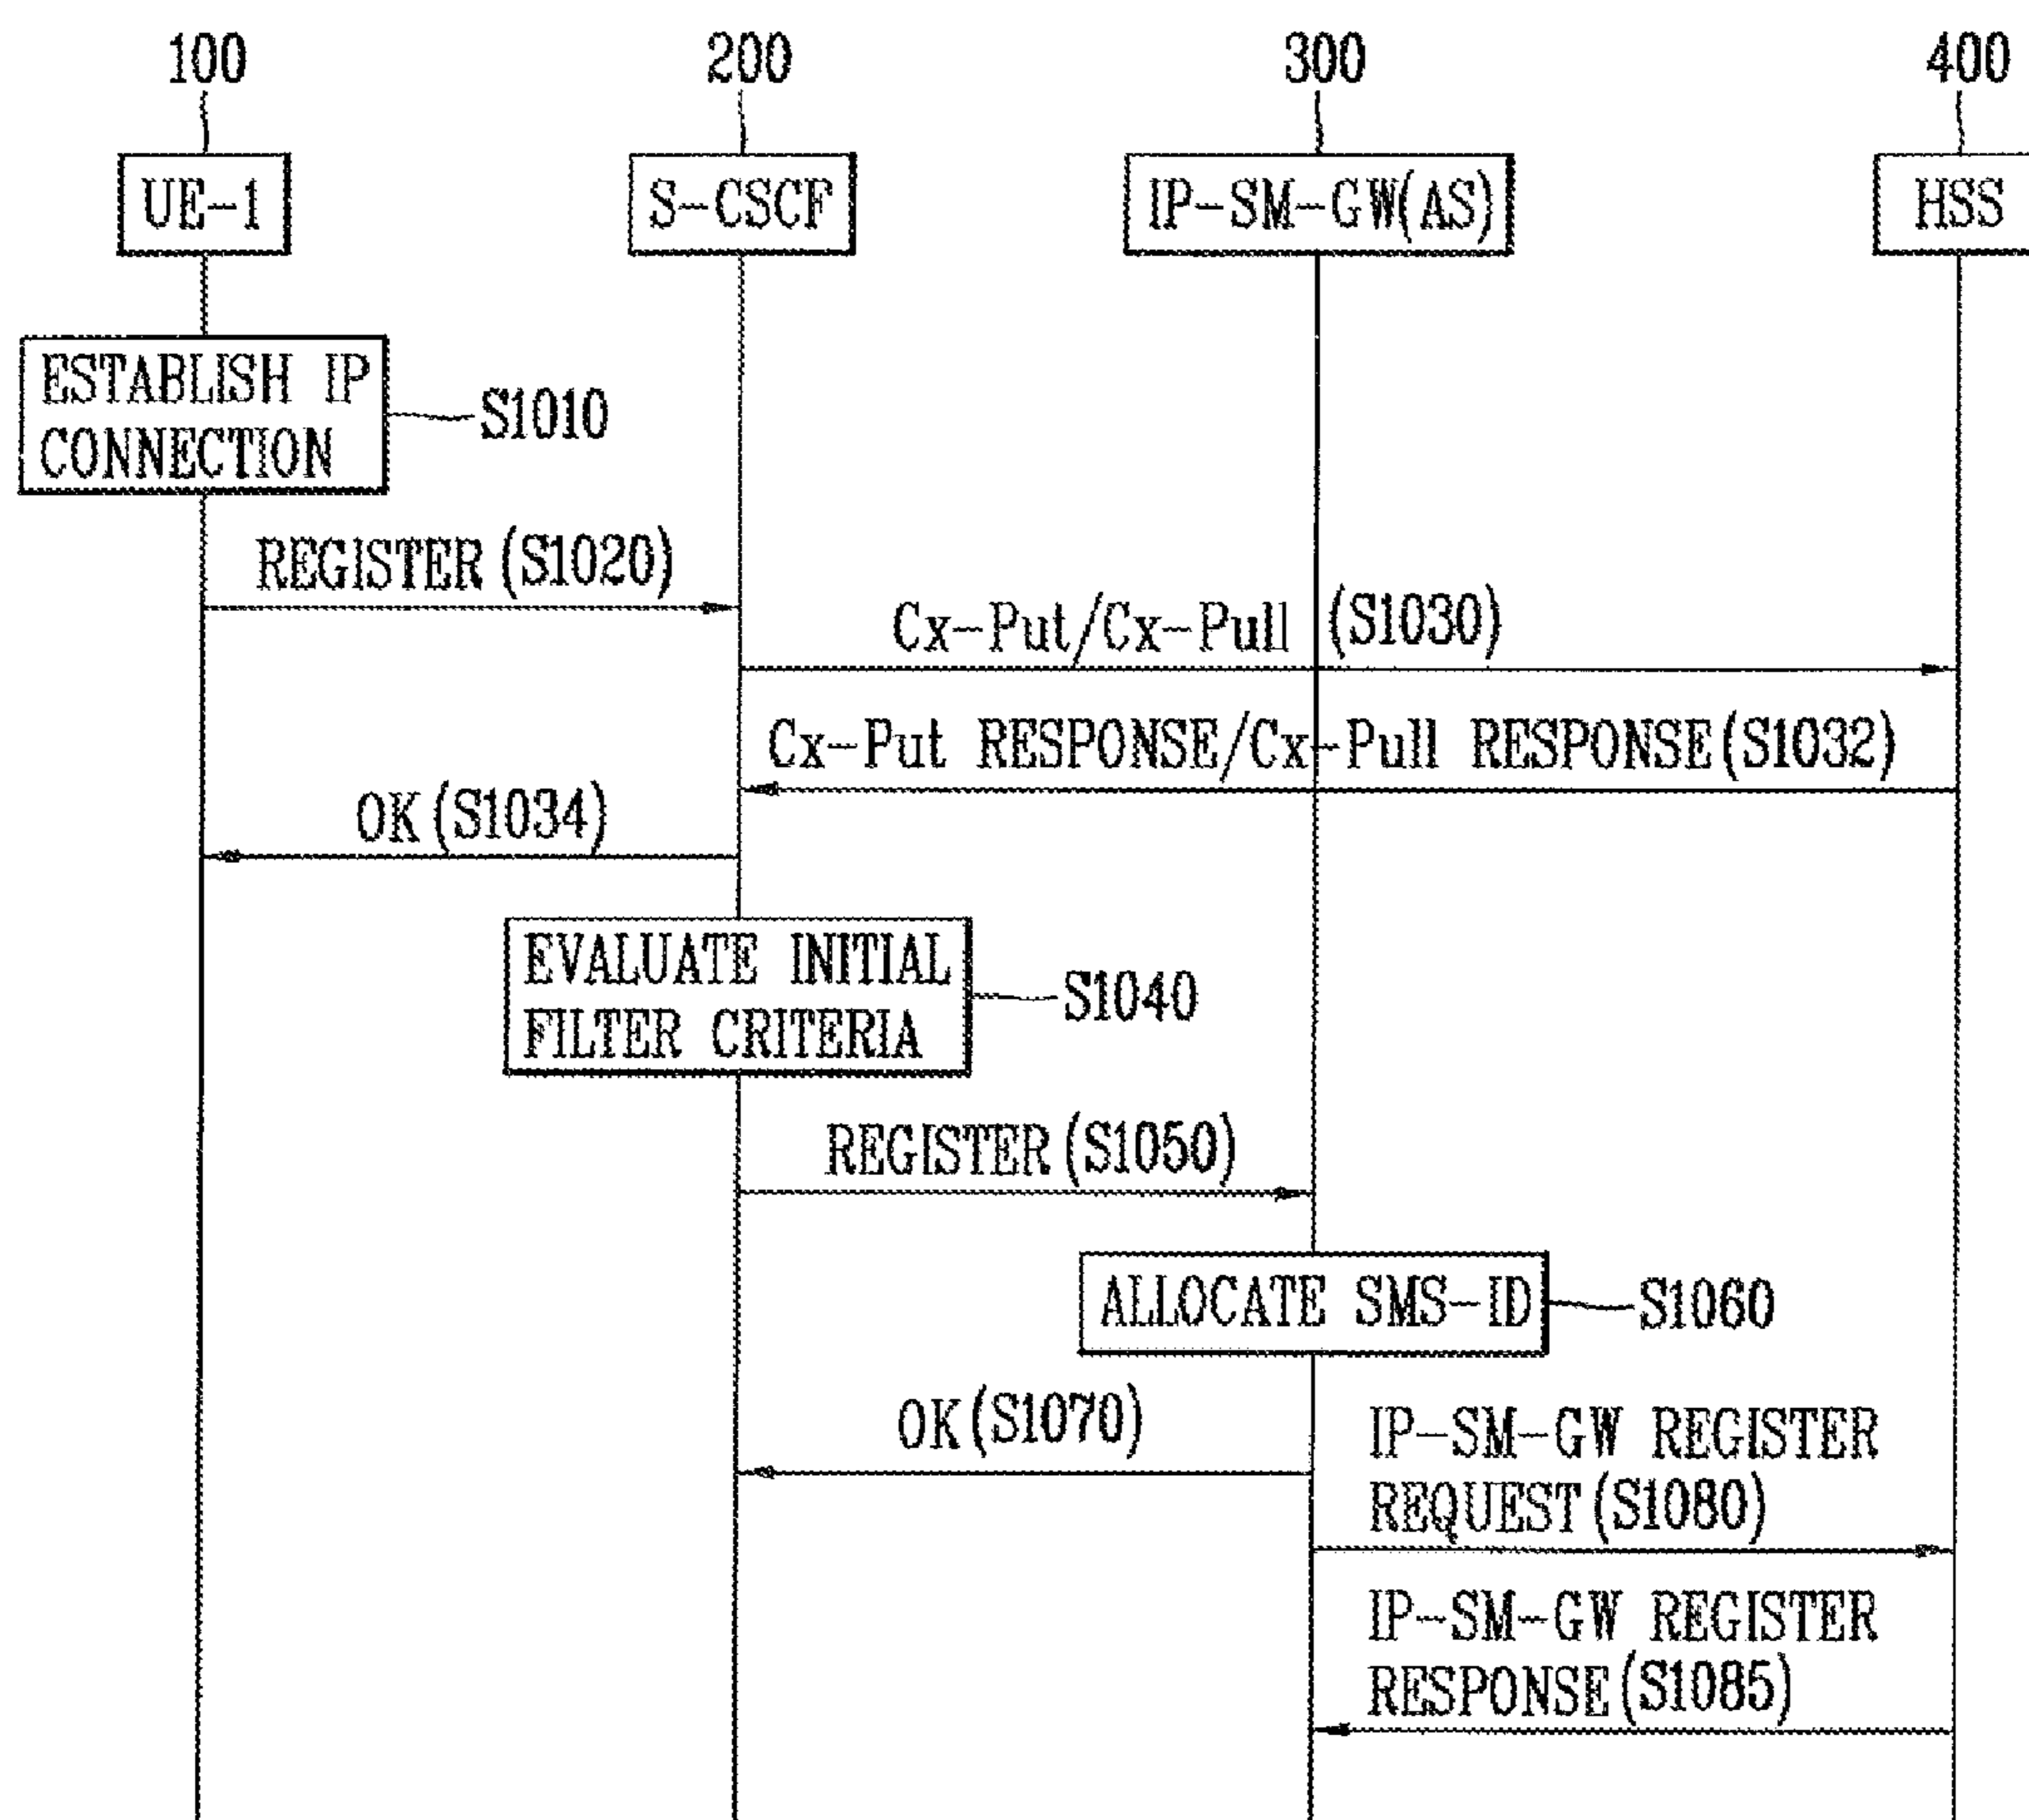 100 200 300 400
UE-1 S-CSCF IP-SM-GW(AS) HSS
ESTABLISH IP
CONNECTION
S1010
REGISTER (S1020)
Cx-Put/Cx-Pull (S1030)
Cx-Put RESPONSE/Cx-Pull RESPONSE (S1032)
OK (S1034)
EVALUATE INITIAL
FILTER CRITERIA
S1040
REGISTER (S1050)
ALLOCATE SMS-ID
S1060
OK (S1070)
IP-SM-GW REGISTER
REQUEST (S1080)
IP-SM-GW REGISTER
RESPONSE (S1085)